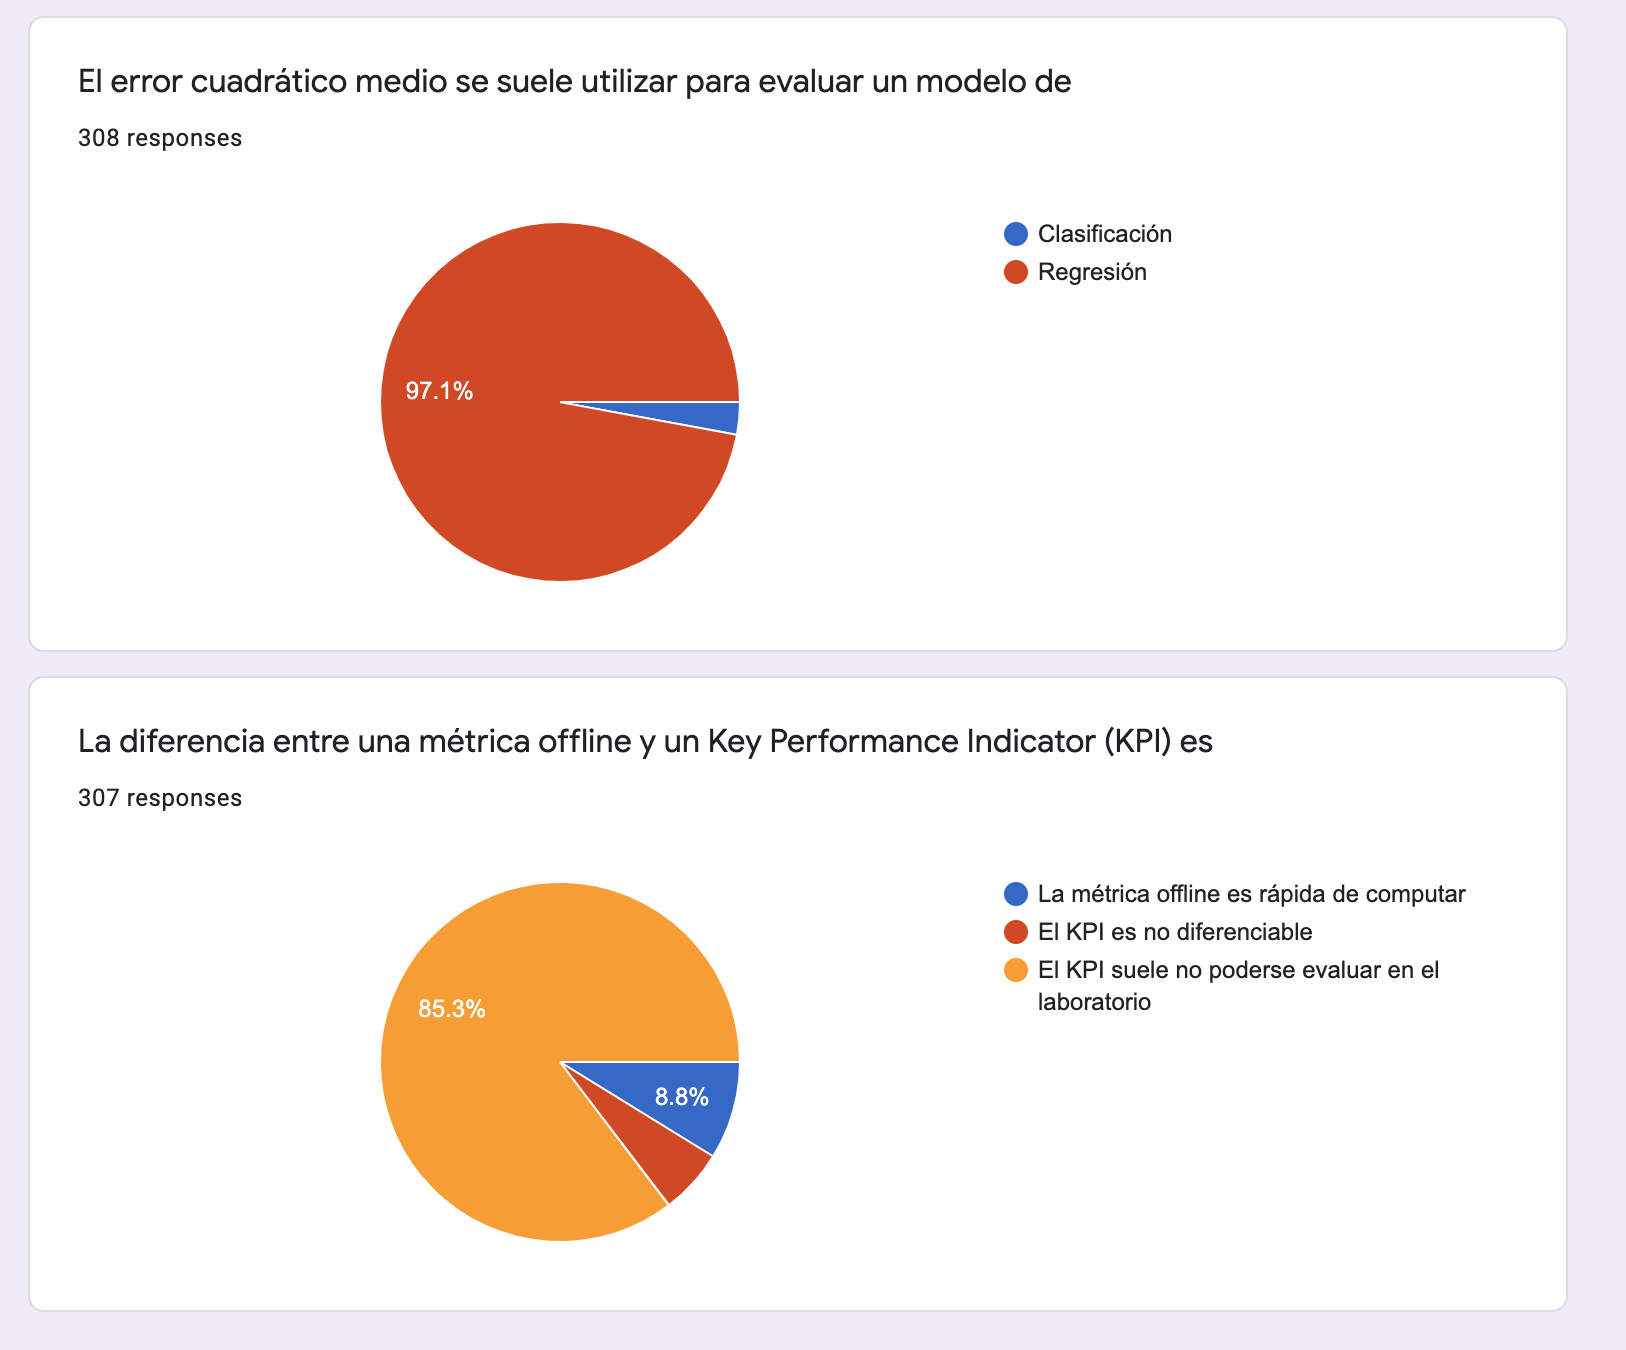 El error cuadrático medio se suele utilizar para evaluar un modelo de
308 responses
Clasificación
Regresión
97.1%
La diferencia entre una métrica offline y un Key Performance Indicator (KPI) es
307 responses
La métrica offline es rápida de computar
El KPI es no diferenciable
El KPI suele no poderse evaluar en el
laboratorio
85.3%
8.8%